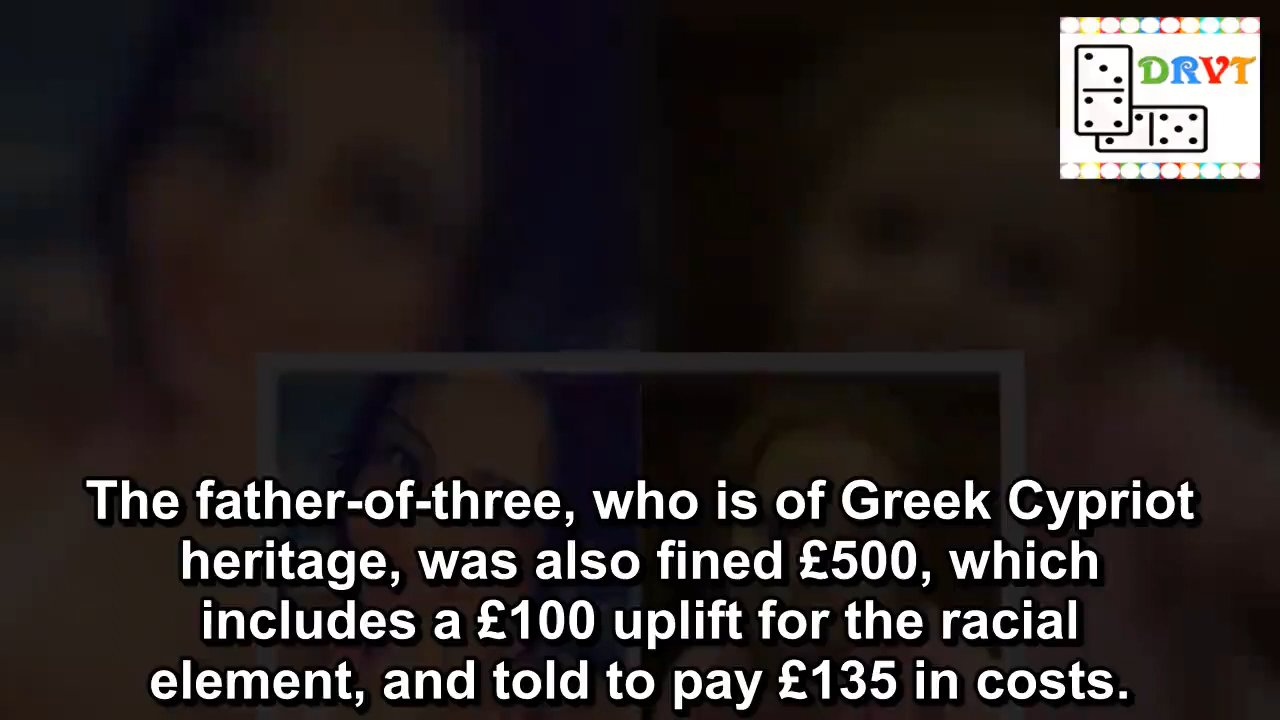 DRVT
The father-of-three, who is of Greek Cypriot
heritage, was also fined £500, which
includes a £100 uplift for the racial
element, and told to pay £135 in costs.